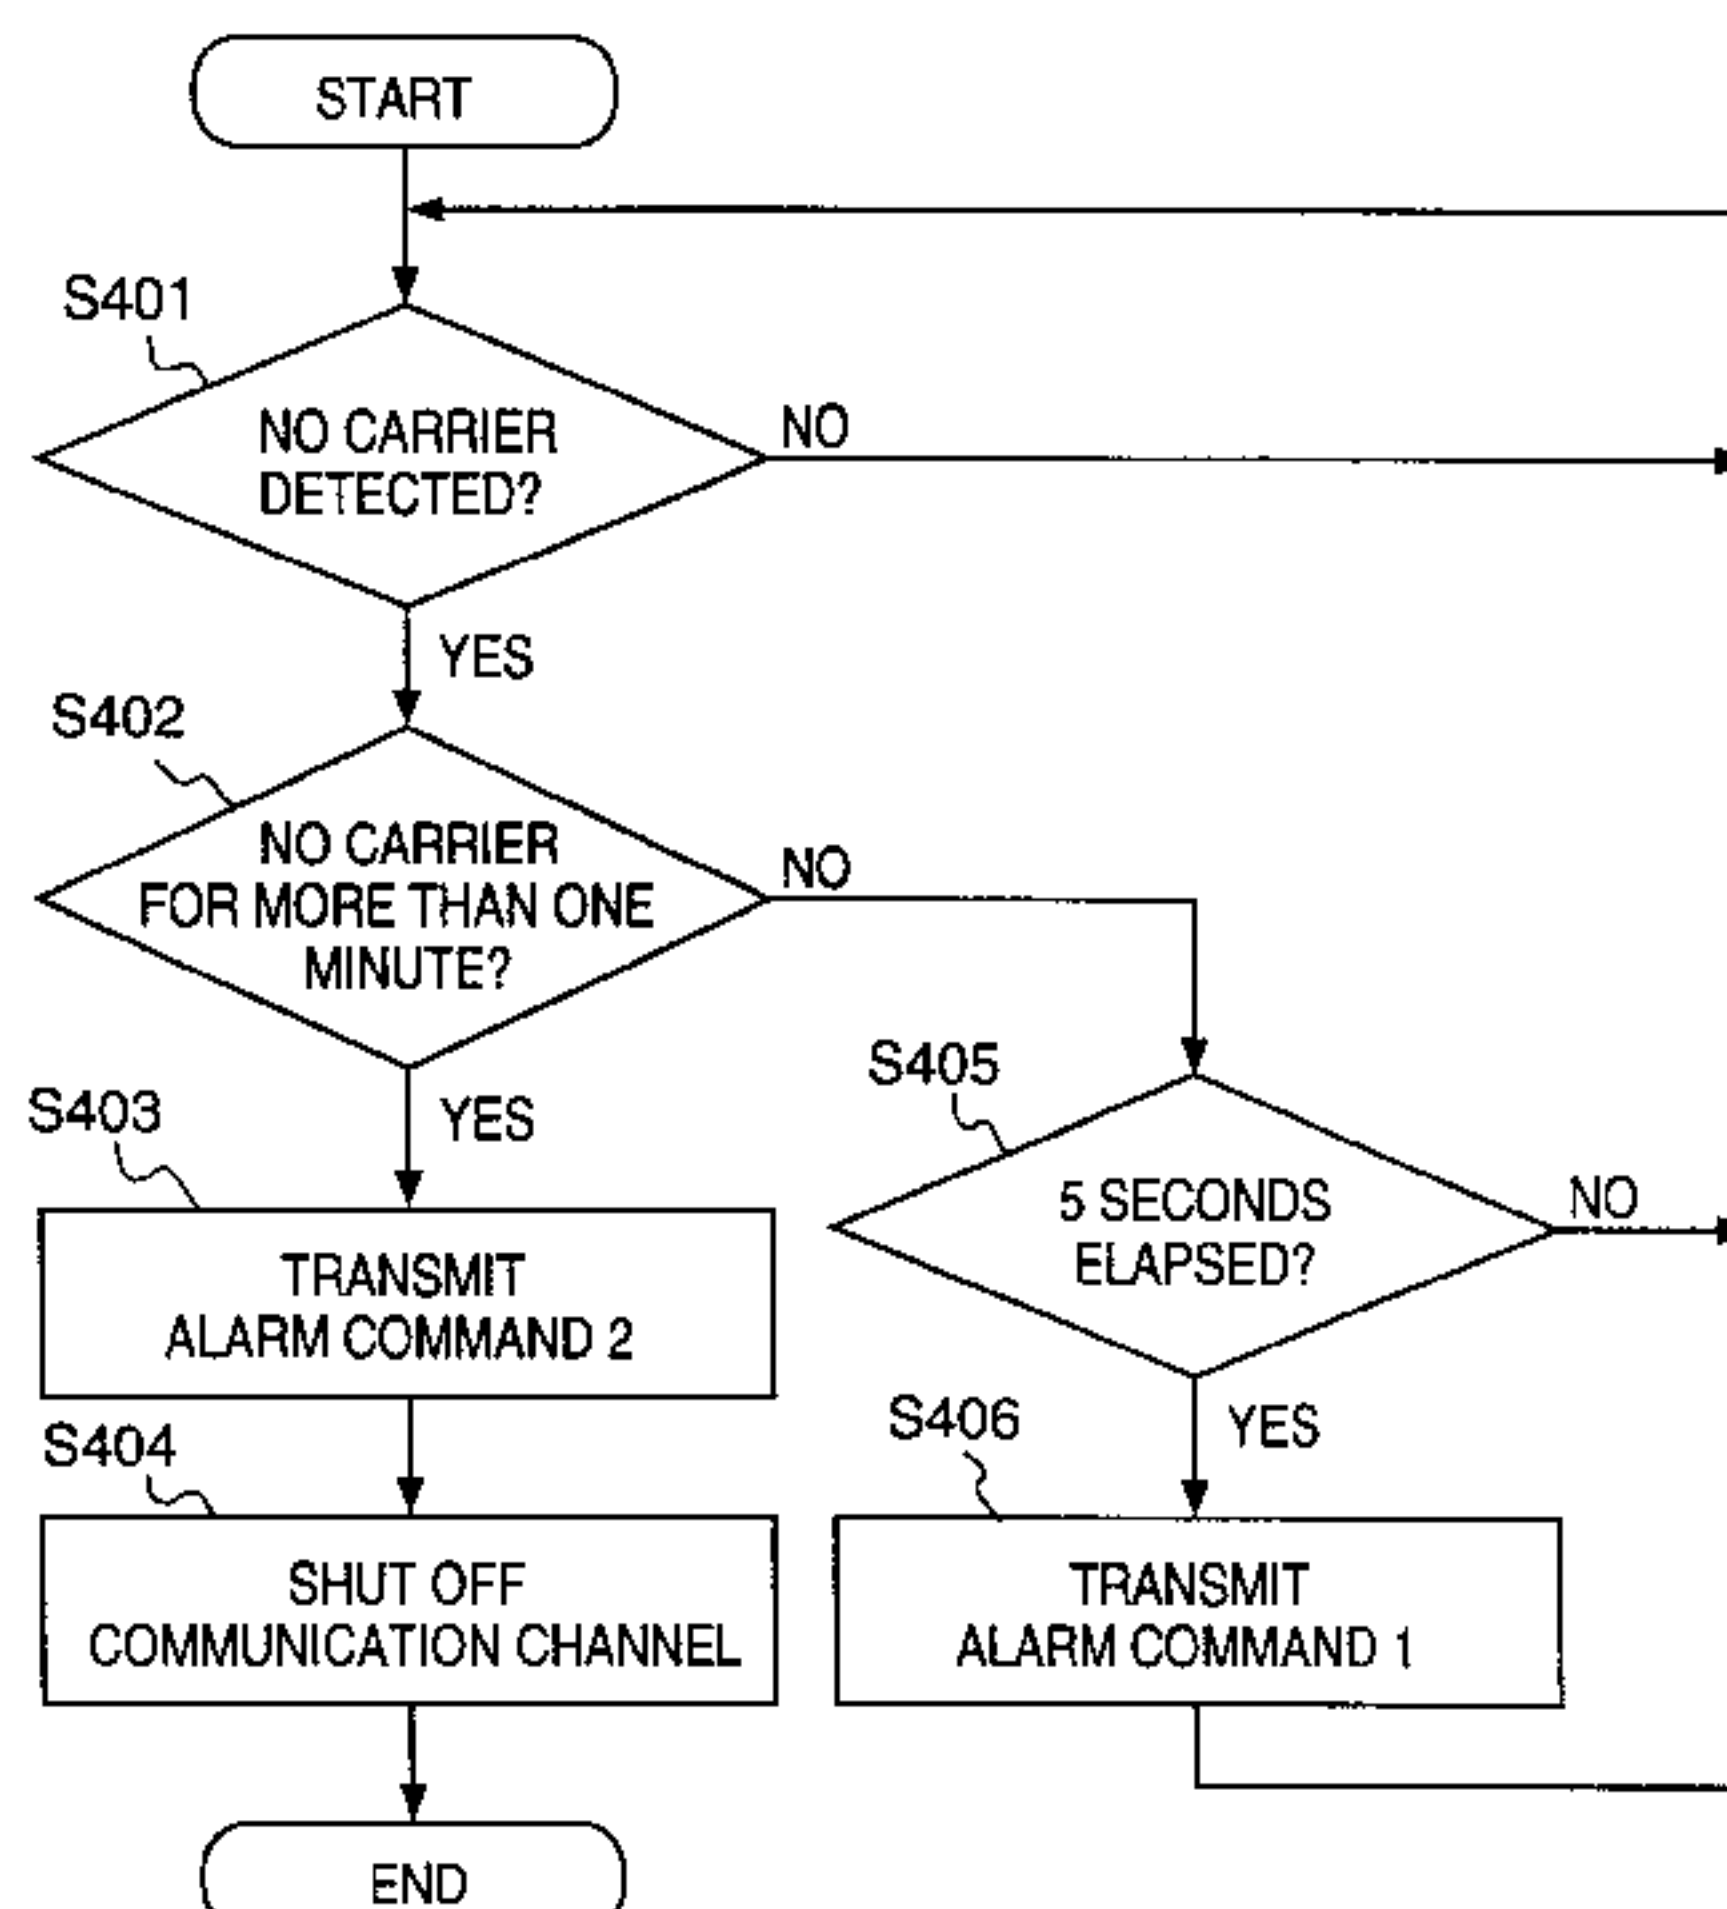 START
S401
NO CARRIER
DETECTED?
NO
YES
S402
NO CARRIER
FOR MORE THAN ONE
MINUTE?
NO
YES
S403
TRANSMIT
ALARM COMMAND 2
S404
SHUT OFF
COMMUNICATION CHANNEL
END
S405
5 SECONDS
ELAPSED?
NO
YES
S406
TRANSMIT
ALARM COMMAND 1